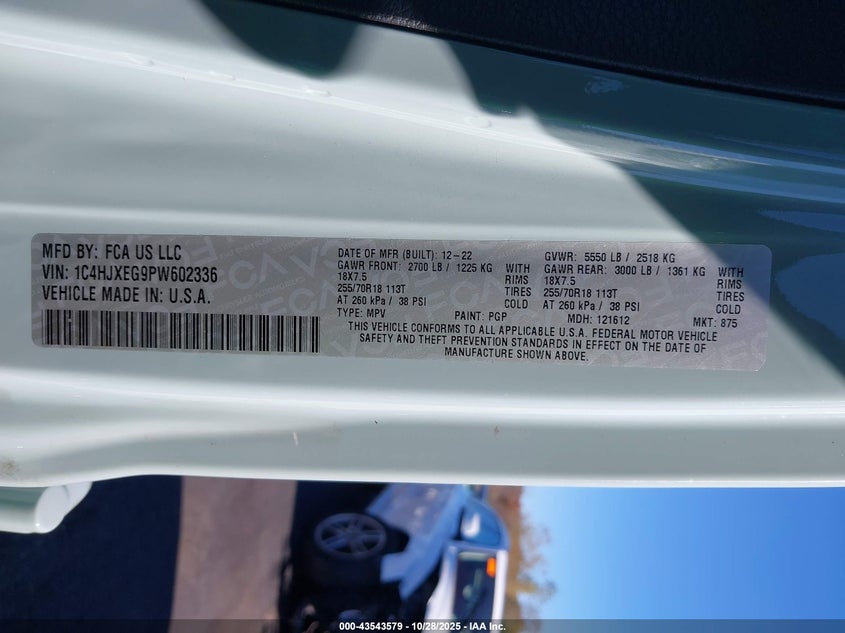 MFD BY: FCA US LLC
VIN: 1C4HJXEG9PW602336
VEHICLE MADE IN: U.S.A.
DATE OF MFR (BUILT): 12-22 GVWR: 5550 LB / 2518 KG
GAWR FRONT: 2700 LB / 1225 KG WITH GAWR REAR: 3000 LB / 1361 KG WITH
18X7.5 RIMS 18X7.5 RIMS
255/70R18 113T TIRES 255/70R18 113T TIRES
AT 260 kPa / 38 PSI COLD AT 260 kPa / 38 PSI COLD
TYPE: MPV PAINT: PGP MDH: 121612 MKT: 875
THIS VEHICLE CONFORMS TO ALL APPLICABLE U.S.A. FEDERAL MOTOR VEHICLE
SAFETY AND THEFT PREVENTION STANDARDS IN EFFECT ON THE DATE OF
MANUFACTURE SHOWN ABOVE.
000-43543579 | 10/28/2025 - IAA Inc.